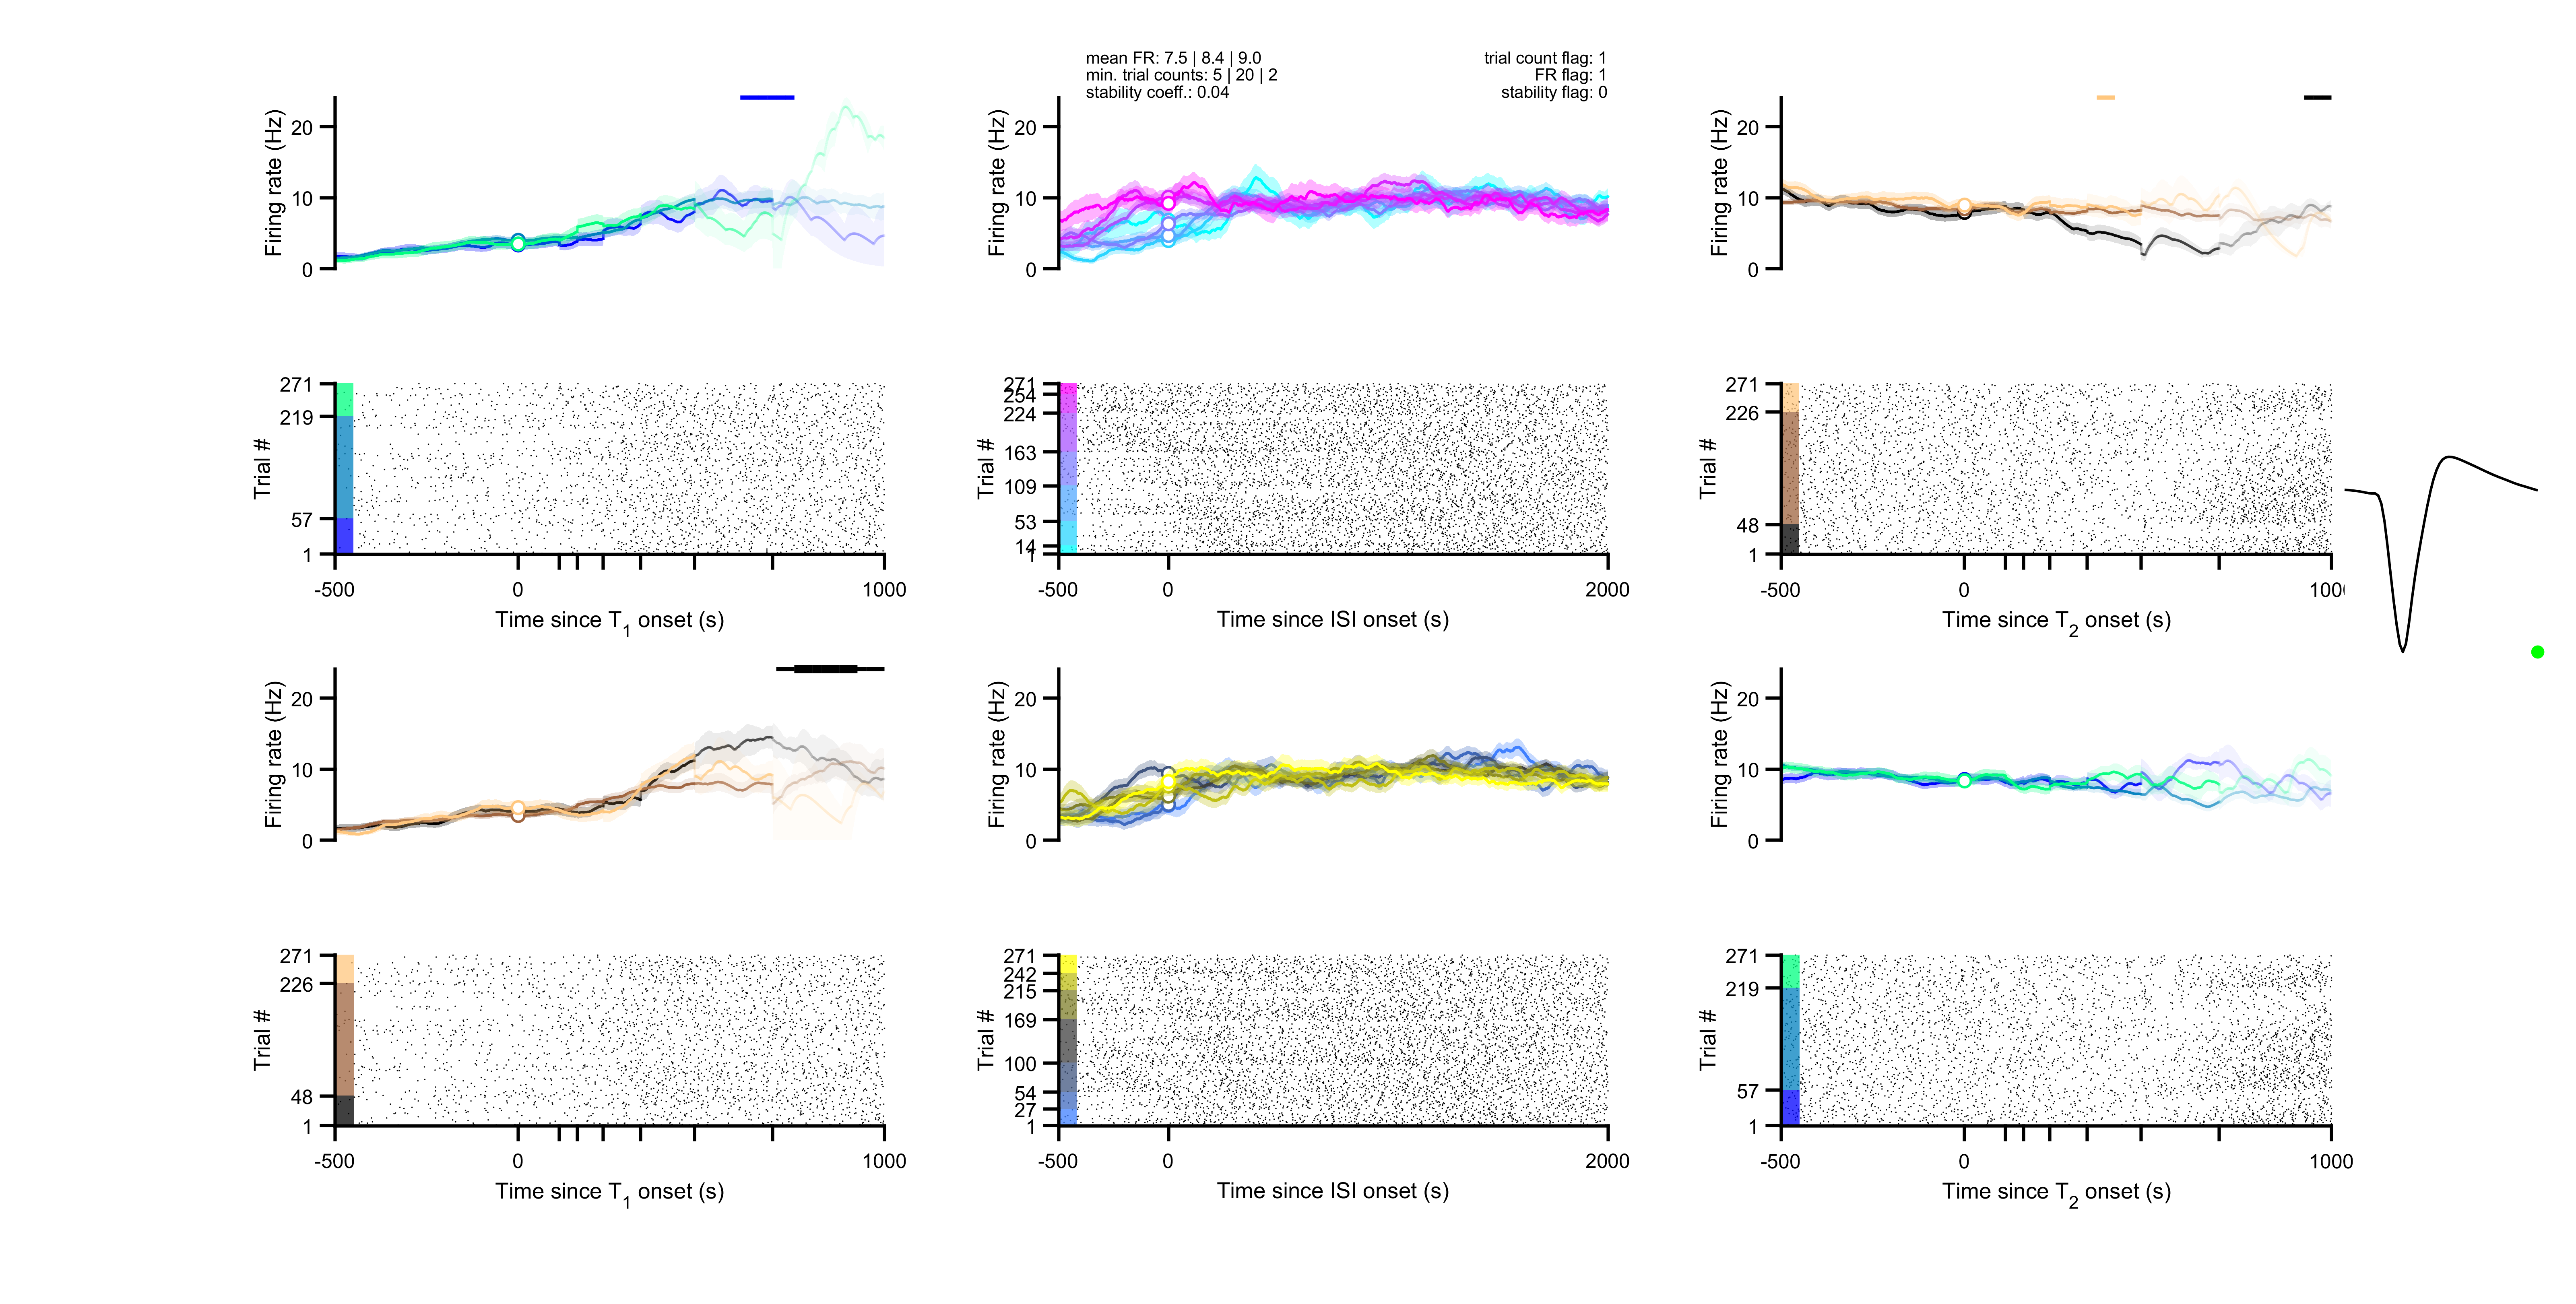 mean FR: 7.5 | 8.4 | 9.0
min. trial counts: 5 | 20 | 2
stability coeff.: 0.04
trial count flag: 1
FR flag: 1
stability flag: 0
Firing rate (Hz)
20
10
0
Firing rate (Hz)
20
10
0
Firing rate (Hz)
20
10
0
Trial #
271
219
57
1
-500
0
1000
Time since T1 onset (s)
Trial #
271
254
224
163
109
53
14
1
-500
0
2000
Time since ISI onset (s)
Trial #
271
226
48
1
-500
0
1000
Time since T2 onset (s)
Firing rate (Hz)
20
10
0
Firing rate (Hz)
20
10
0
Firing rate (Hz)
20
10
0
Trial #
271
226
48
1
-500
0
1000
Time since T1 onset (s)
Trial #
271
242
215
169
100
54
27
1
-500
0
2000
Time since ISI onset (s)
Trial #
271
219
57
1
-500
0
1000
Time since T2 onset (s)